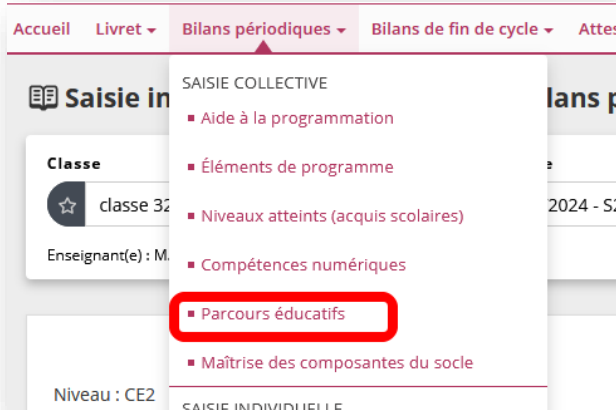 Accueil Livret Bilans périodiques Bilans de fin de cycle
SAISIE COLLECTIVE
Saisie
Aide à la programmation
Classe
Éléments de programme
classe 32
2024 - S2
Niveaux atteints (acquis scolaires)
Enseignant(e) :
Compétences numériques
Parcours éducatifs
Maîtrise des composantes du socle
Niveau : CE2
SAISIE INDIVIDUELLE